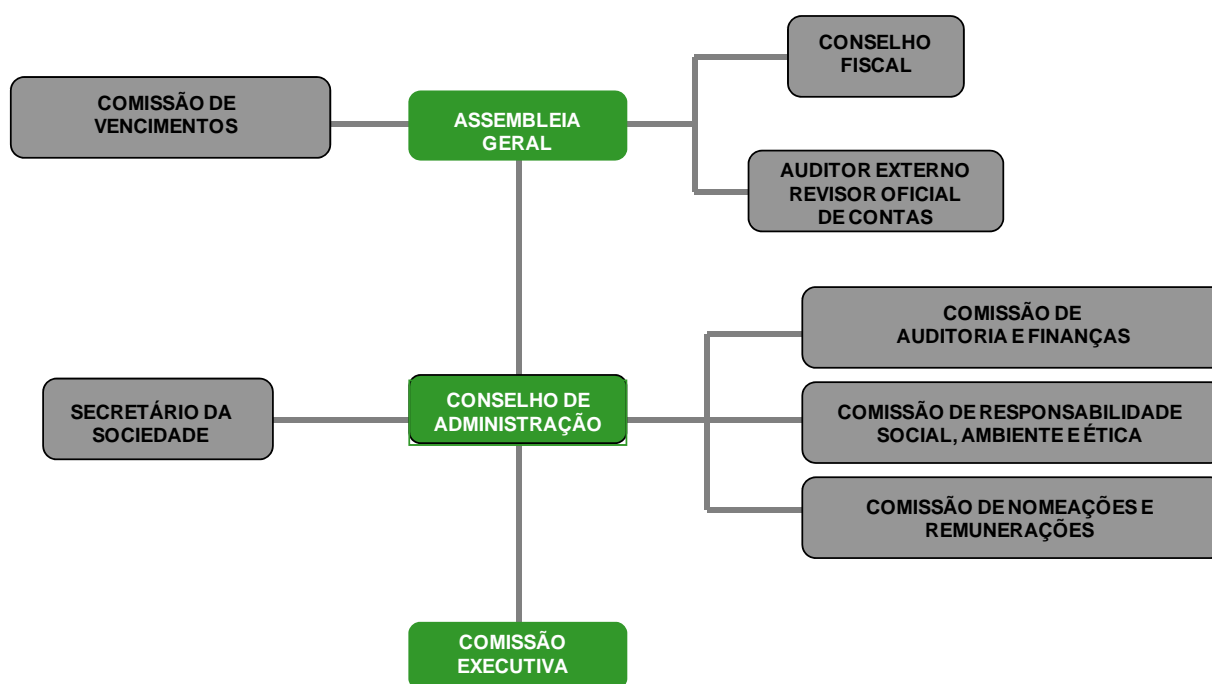 CONSELHO
FISCAL
COMISSÃO DE
VENCIMENTOS
ASSEMBLEIA
GERAL
AUDITOR EXTERNO
REVISOR OFICIAL
DE CONTAS
COMISSÃO DE
AUDITORIA E FINANÇAS
SECRETÁRIO DA
SOCIEDADE
CONSELHO DE
ADMINISTRAÇÃO
COMISSÃO DE RESPONSABILIDADE
SOCIAL, AMBIENTE E ÉTICA
COMISSÃO DE NOMEAÇÕES E
REMUNERAÇÕES
COMISSÃO
EXECUTIVA